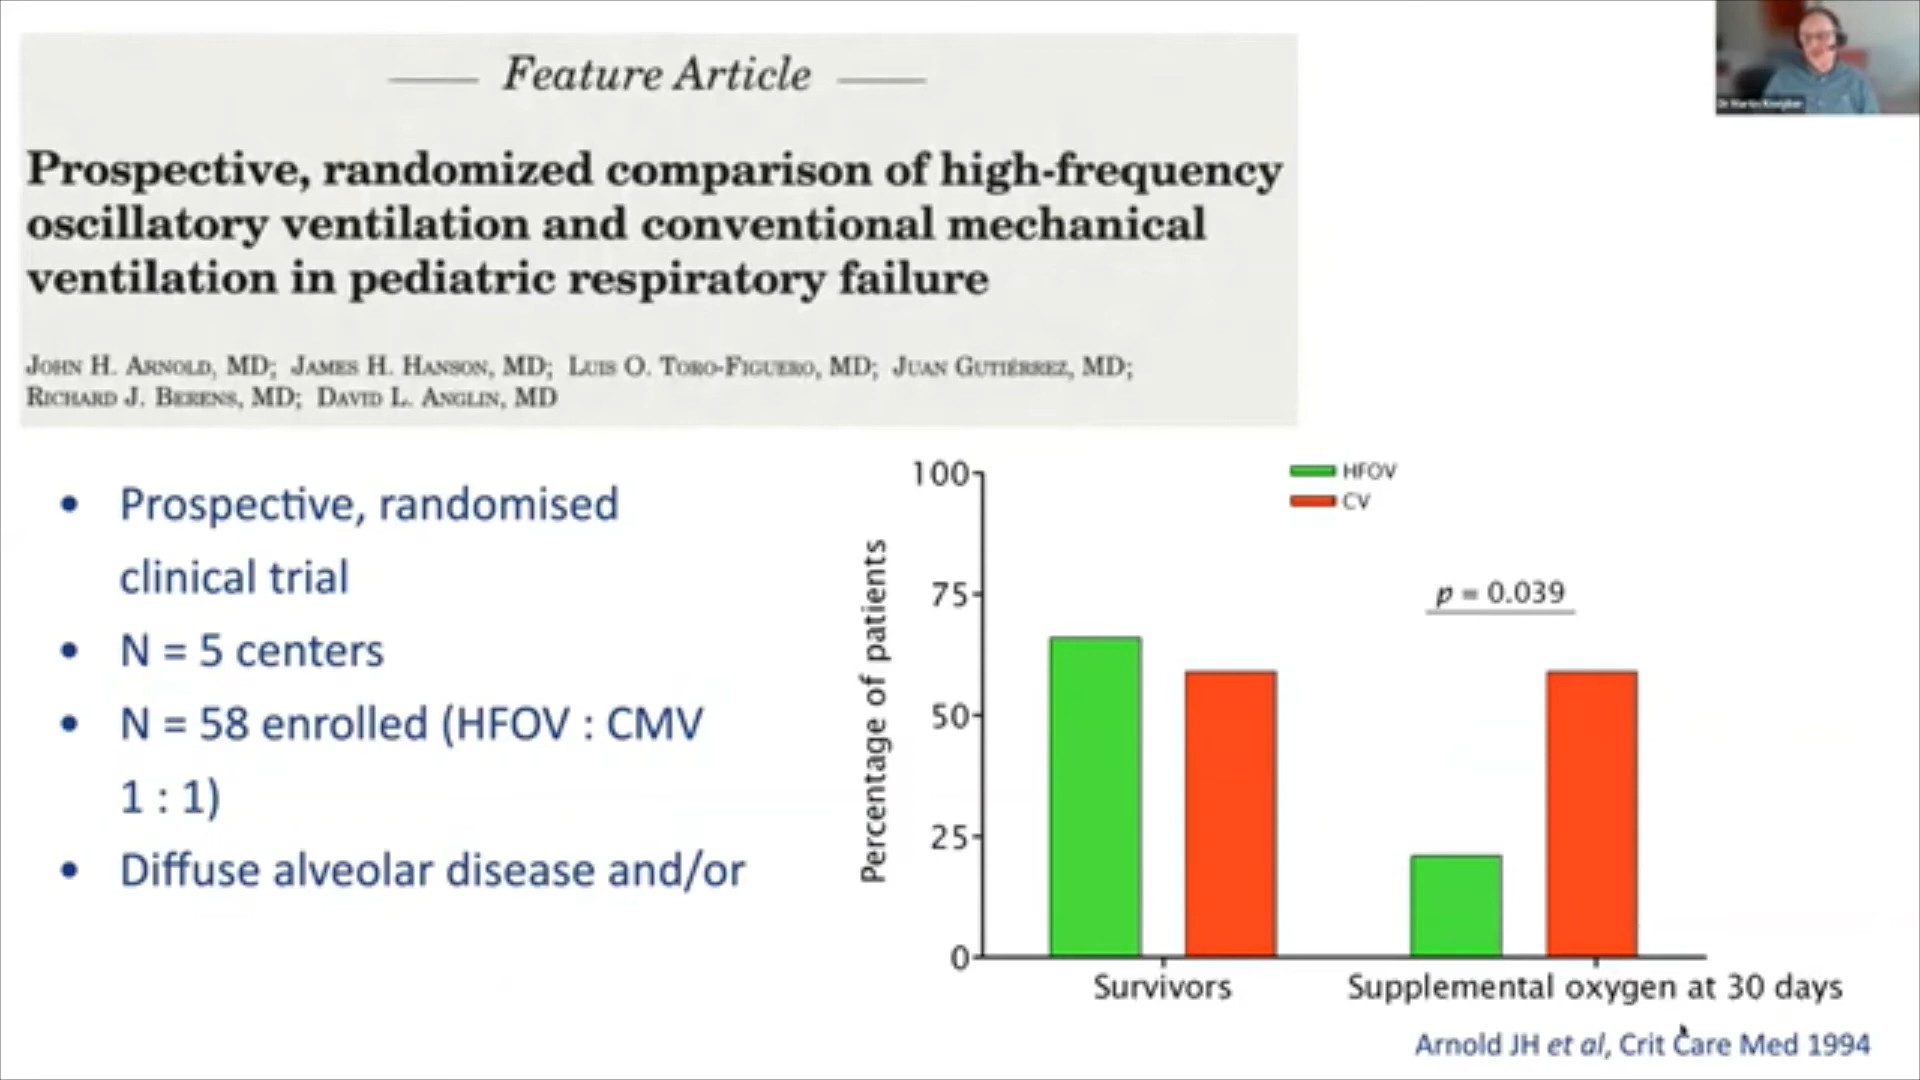 Feature Article
Prospective, randomized comparison of high-frequency
oscillatory ventilation and conventional mechanical
ventilation in pediatric respiratory failure
JOHN H. ARNOLD, MD; JAMES H. HANSON, MD; LUIS O. TORO-FIGUERO, MD; JUAN GUTIÉRREZ, MD;
RICHARD J. BERENS, MD; DAVID L. ANGLIN, MD
• Prospective, randomised
clinical trial
• N = 5 centers
• N = 58 enrolled (HFOV : CMV
1 : 1)
• Diffuse alveolar disease and/or
HFOV
CV
Percentage of patients
100
75
50
25
0
p = 0.039
Survivors
Supplemental oxygen at 30 days
Arnold JH et al, Crit Care Med 1994